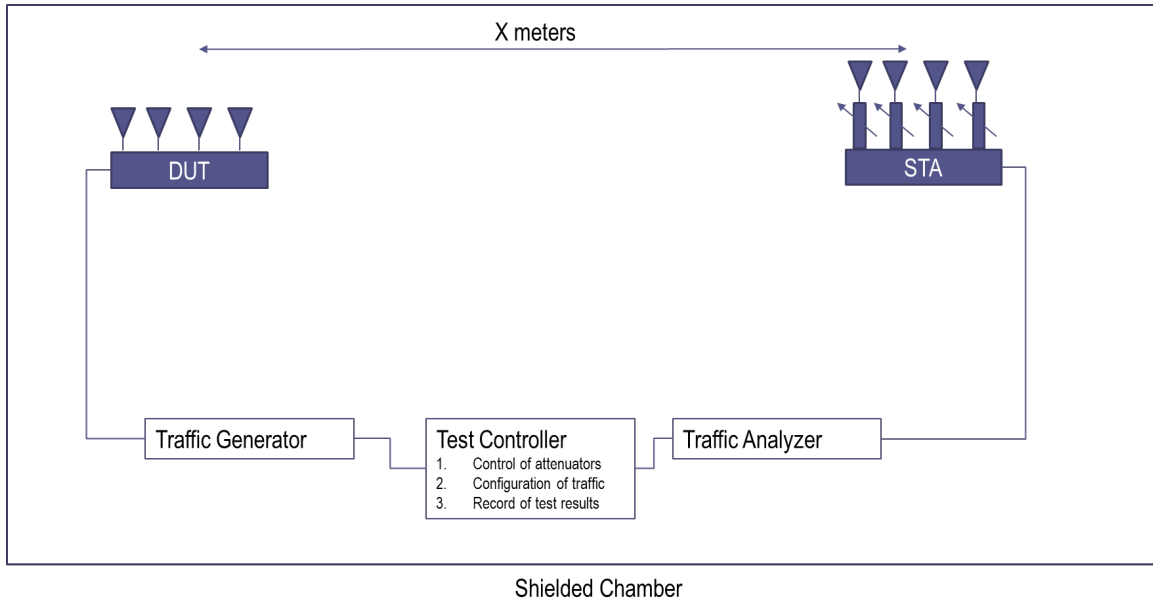 X meters
DUT
STA
Traffic Generator
Test Controller
1. Control of attenuators
2. Configuration of traffic
3. Record of test results
Traffic Analyzer
Shielded Chamber